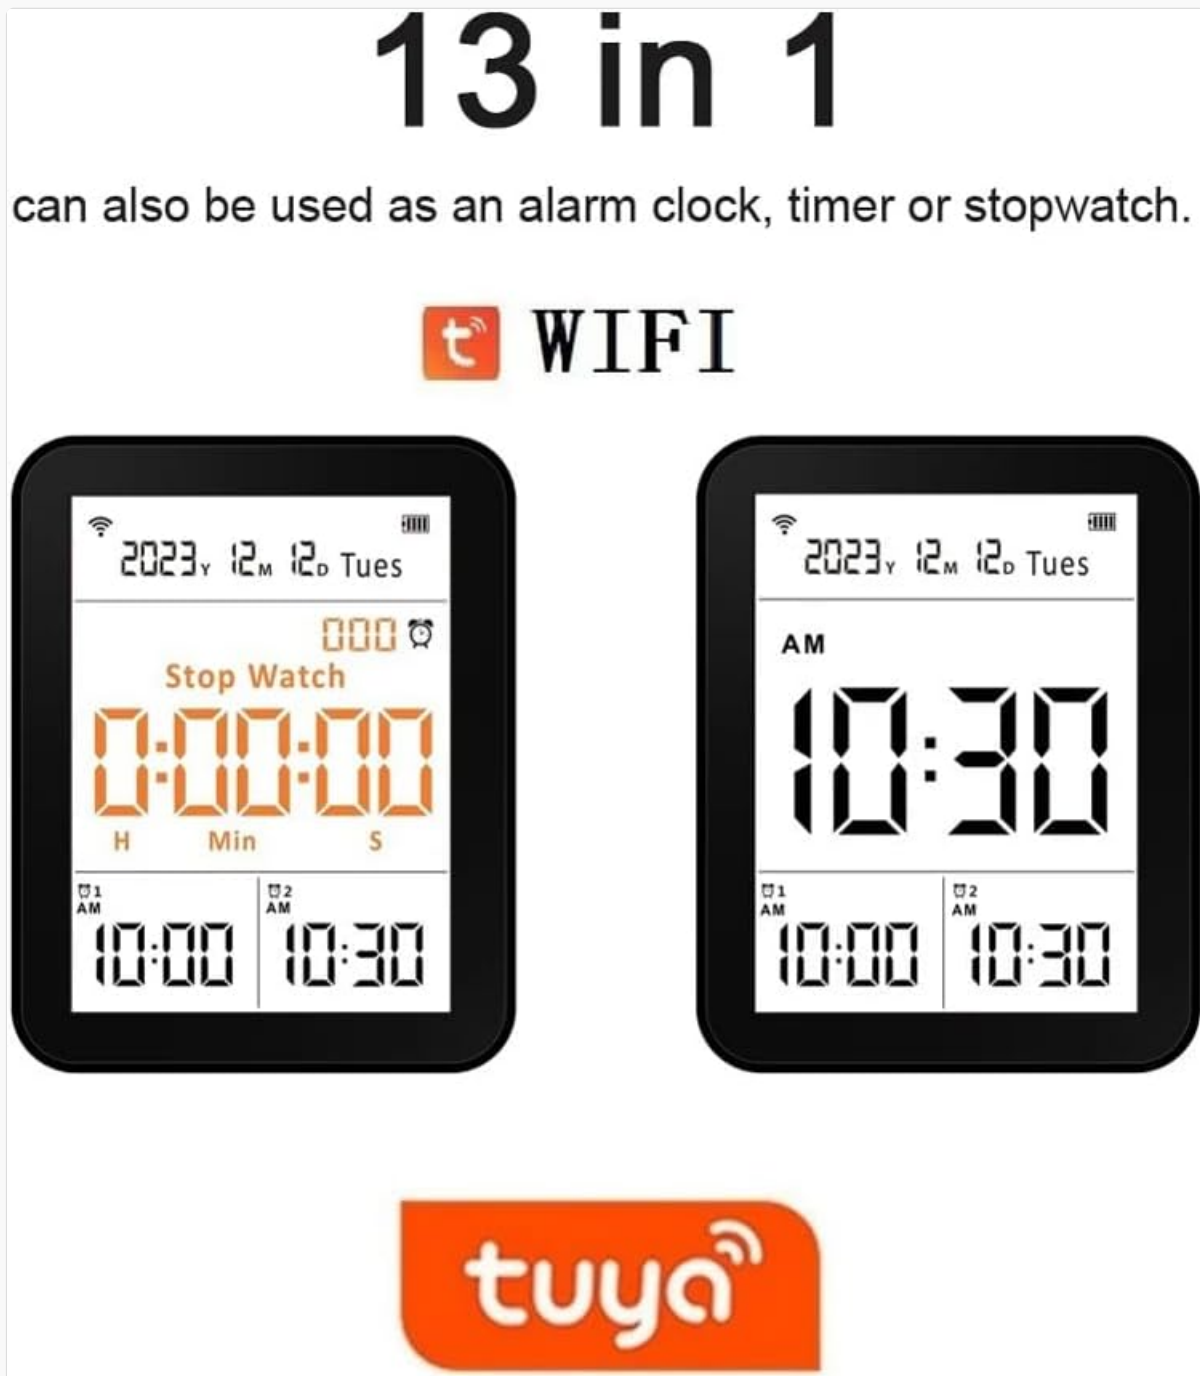 13 in 1
can also be used as an alarm clock, timer or stopwatch.
t WIFI
2023Y 12M 12D Tues
000
Stop Watch
0:00:00
H Min S
1
AM
10:00
2
AM
10:30
2023Y 12M 12D Tues
AM
10:30
1
AM
10:00
2
AM
10:30
tuya